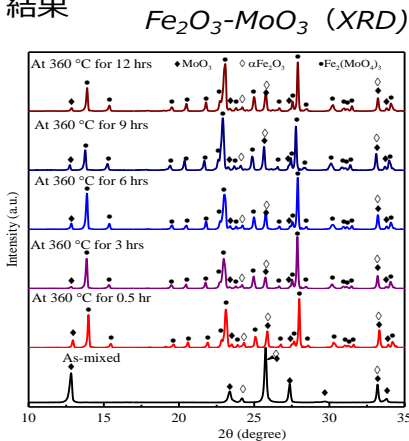 結果
Fe₂O₃-MoO₃（XRD）
At 360 °C for 12 hrs ◆MoO₃ ◇αFe₂O₃ ●Fe₂(MoO₄)₃
At 360 °C for 9 hrs
At 360 °C for 6 hrs
At 360 °C for 3 hrs
At 360 °C for 0.5 hr
As-mixed
Intensity (a.u.)
10 15 20 25 30 35
2θ (degree)